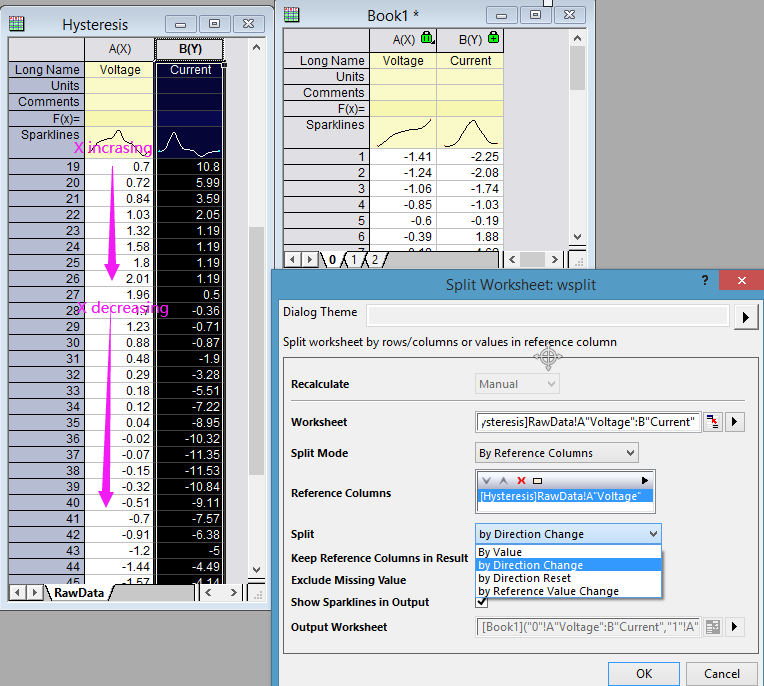 Hysteresis
A(X) B(Y)
Long Name Voltage Current
Units
Comments
F(x)=
Sparklines
X incrasing
19 0.7 10.8
20 0.72 5.99
21 0.84 3.59
22 1.03 2.05
23 1.32 1.19
24 1.58 1.19
25 1.8 1.19
26 2.01 1.19
27 1.96 0.5
X decreasing
28 -0.36
29 1.23 -0.71
30 0.88 -0.87
31 0.48 -1.9
32 0.29 -3.28
33 0.18 -5.51
34 0.12 -7.22
35 0.04 -8.95
36 -0.02 -10.32
37 -0.07 -11.35
38 -0.15 -11.53
39 -0.32 -10.84
40 -0.51 -9.11
41 -0.7 -7.57
42 -0.91 -6.38
43 -1.2 -5
44 -1.44 -4.49
45 -1.57 -4.14
RawData
Book1 *
A(X) B(Y)
Long Name Voltage Current
Units
Comments
F(x)=
Sparklines
1 -1.41 -2.25
2 -1.24 -2.08
3 -1.06 -1.74
4 -0.85 -1.03
5 -0.6 -0.19
6 -0.39 1.88
0 1 2
Split Worksheet: wsplit
Dialog Theme
Split worksheet by rows/columns or values in reference column
Recalculate Manual
Worksheet ysteresis]RawData!A"Voltage":B"Current"
Split Mode By Reference Columns
Reference Columns [Hysteresis]RawData!A"Voltage"
Split by Direction Change
By Value
by Direction Change
by Direction Reset
by Reference Value Change
Keep Reference Columns in Result
Exclude Missing Value
Show Sparklines in Output
Output Worksheet [Book1]("0"!A"Voltage":B"Current","1"!A"
OK Cancel